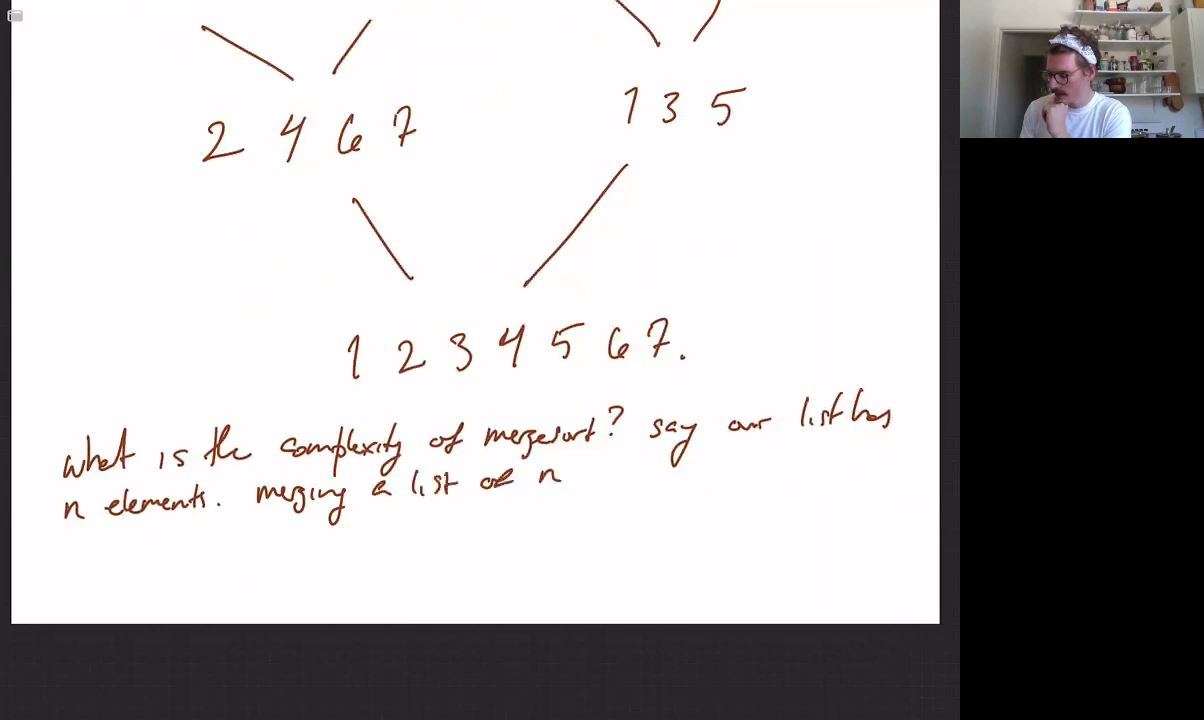 2 4 6 7
1 3 5
1 2 3 4 5 6 7.
what is the complexity of mergesort? say our list has
n elements. merging a list of n